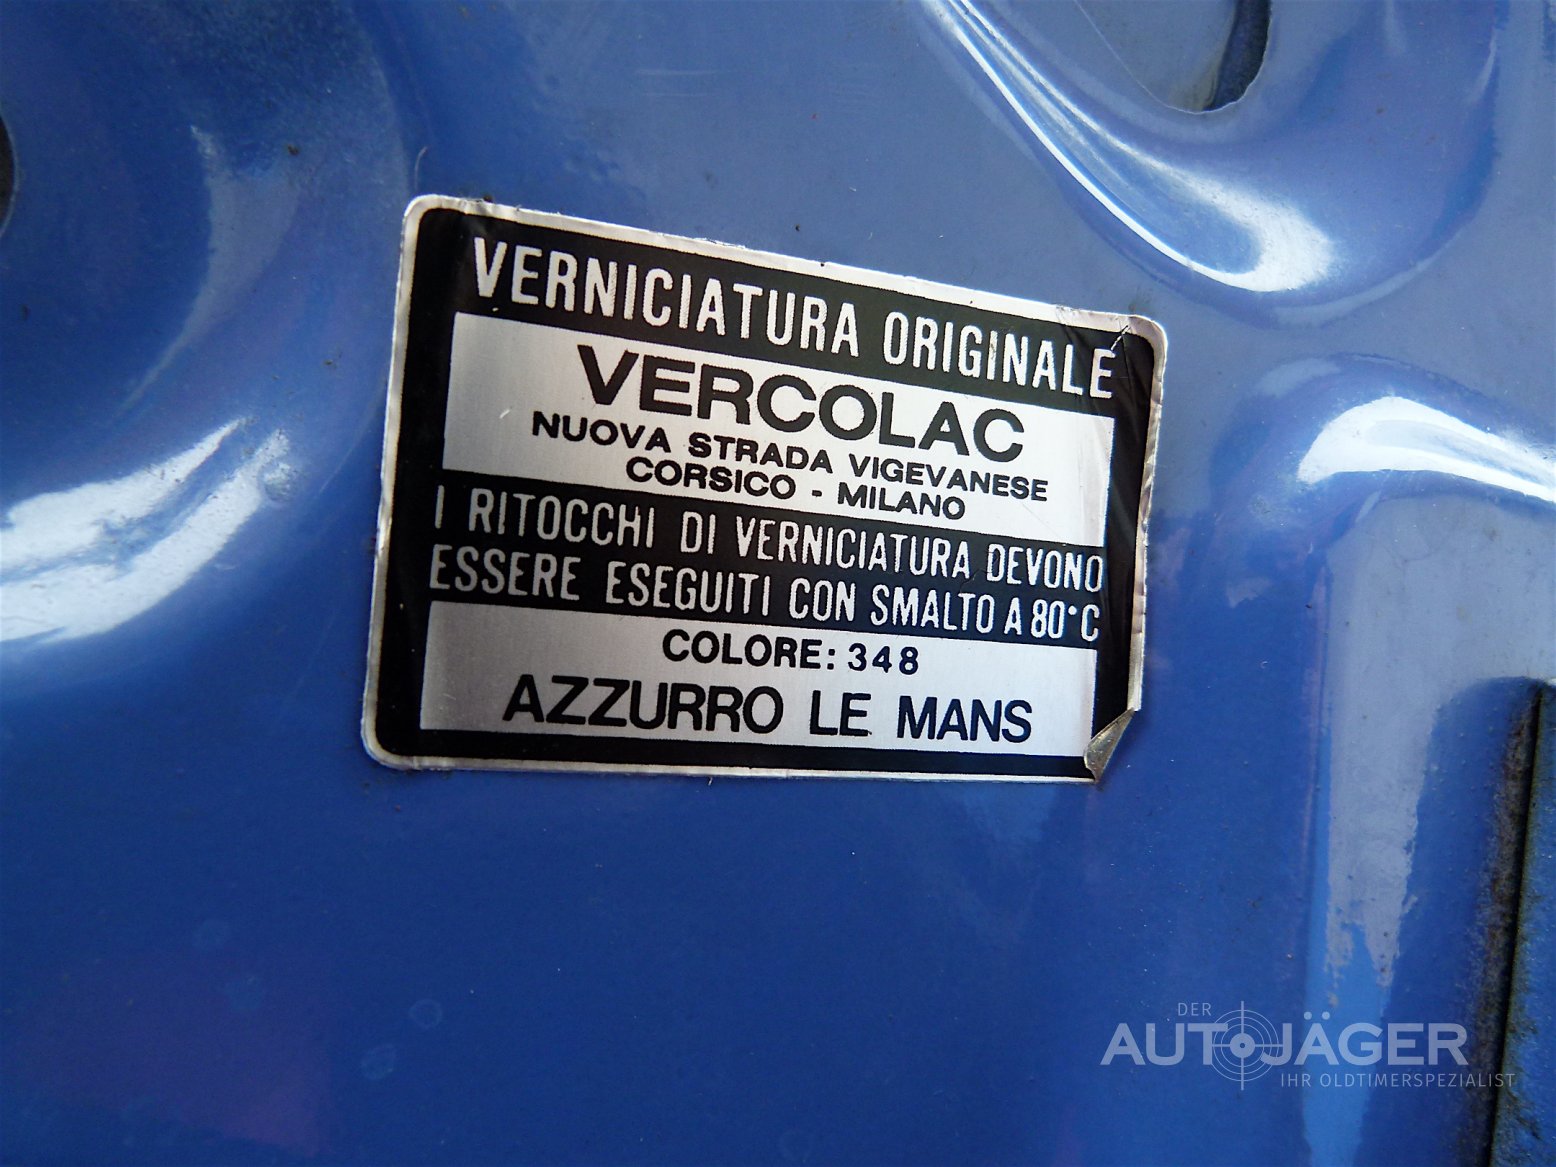 VERNICIATURA ORIGINALE
VERCOLAC
NUOVA STRADA VIGEVANESE
CORSICO - MILANO
I RITOCCHI DI VERNICIATURA DEVONO
ESSERE ESEGUITI CON SMALTO A 80°C
COLORE: 348
AZZURRO LE MANS
DER
AUTOJÄGER
IHR OLDTIMERSPEZIALIST